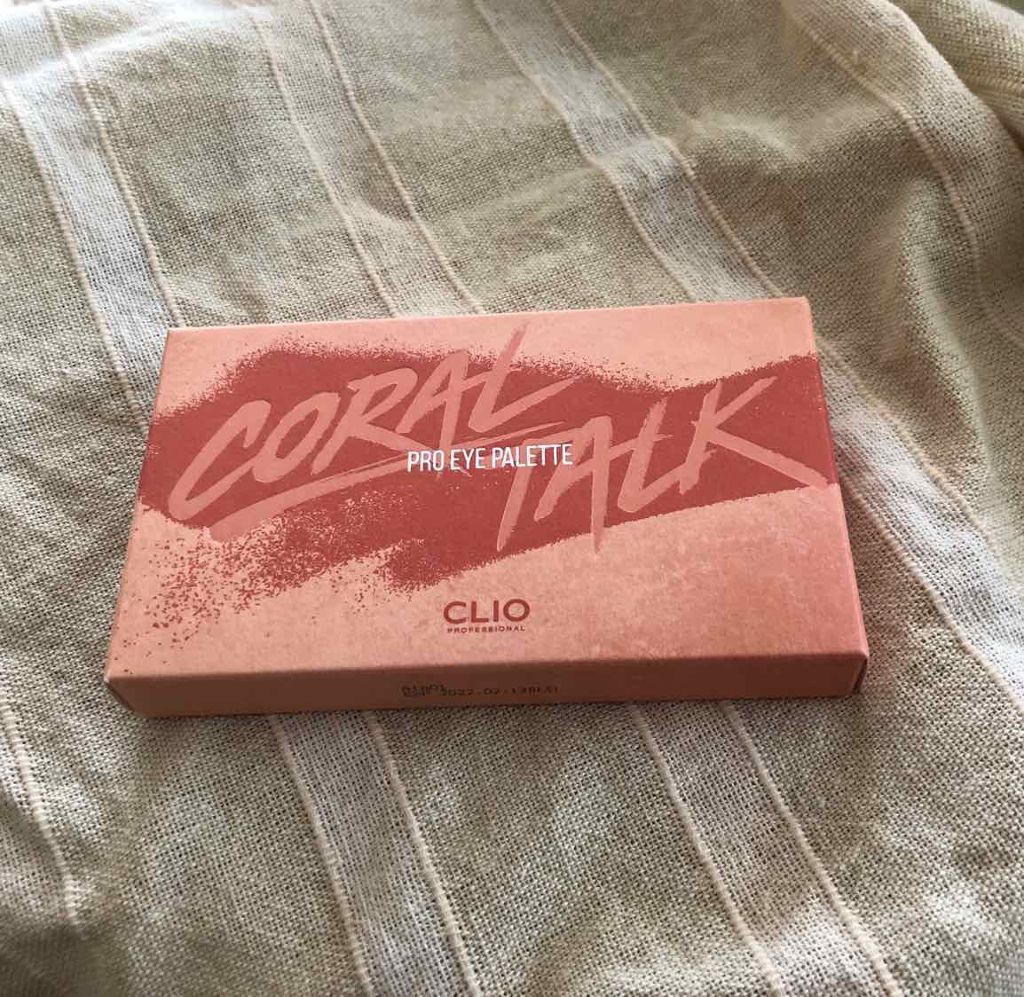 CORAL
TALK
PRO EYE PALETTE
CLIO
PROFESSIONAL